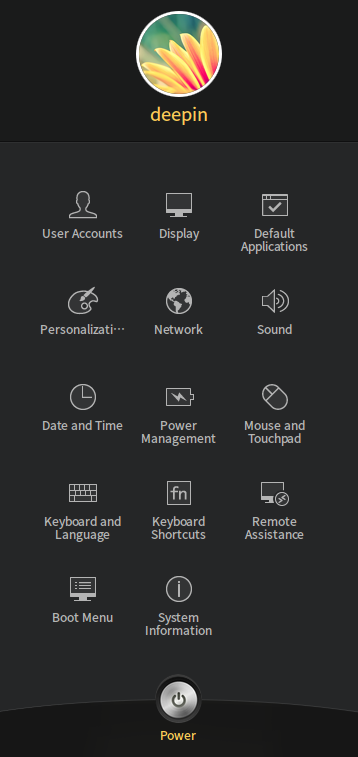 deepin
User Accounts
Display
Default
Applications
Personalizati···
Network
Sound
Date and Time
Power
Management
Mouse and
Touchpad
Keyboard and
Language
fn
Keyboard
Shortcuts
Remote
Assistance
Boot Menu
System
Information
Power